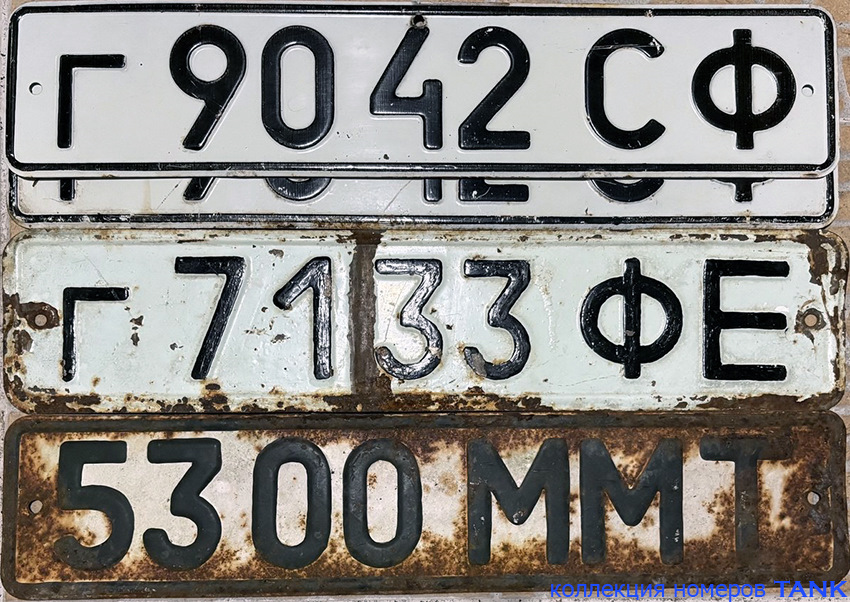 г 9042 СФ
г 7133 ФЕ
5300 ММТ
коллекция номеров TANK